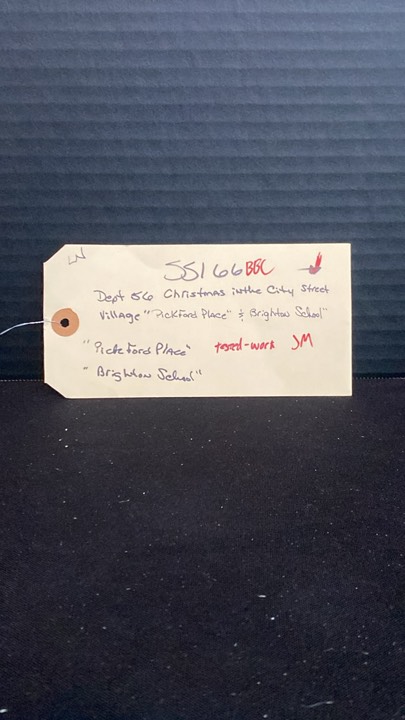 LN
SS166BBC
Dept 56 Christmas in the City Street
Village "Pickford Place" & Brighton School"
"Pickford Place" tested-work JM
"Brighton School"